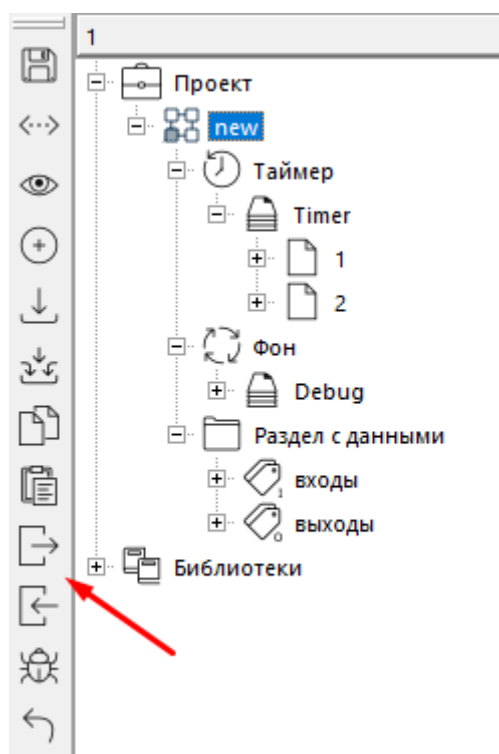 1
Проект
new
Таймер
Timer
1
2
Фон
Debug
Раздел с данными
входы
выходы
Библиотеки